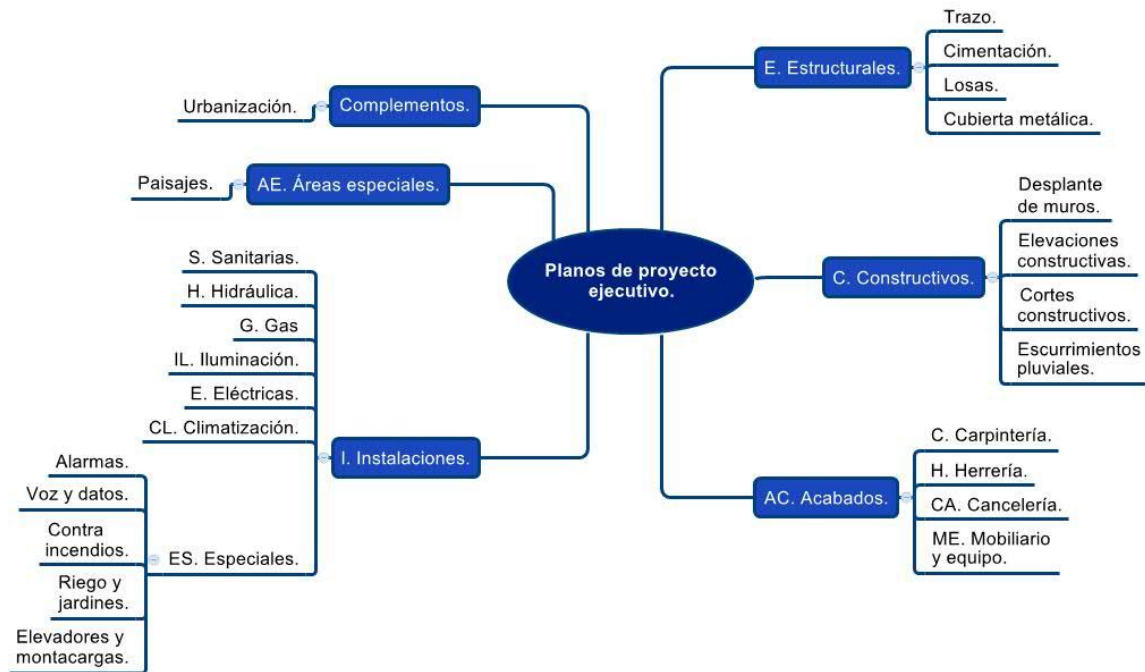 Planos de proyecto
ejecutivo.
E. Estructurales.
Trazo.
Cimentación.
Losas.
Cubierta metálica.
C. Constructivos.
Desplante
de muros.
Elevaciones
constructivas.
Cortes
constructivos.
Escurrimientos
pluviales.
AC. Acabados.
C. Carpintería.
H. Herrería.
CA. Cancelería.
ME. Mobiliario
y equipo.
Complementos.
Urbanización.
AE. Áreas especiales.
Paisajes.
I. Instalaciones.
S. Sanitarias.
H. Hidráulica.
G. Gas
IL. Iluminación.
E. Eléctricas.
CL. Climatización.
ES. Especiales.
Alarmas.
Voz y datos.
Contra
incendios.
Riego y
jardines.
Elevadores y
montacargas.